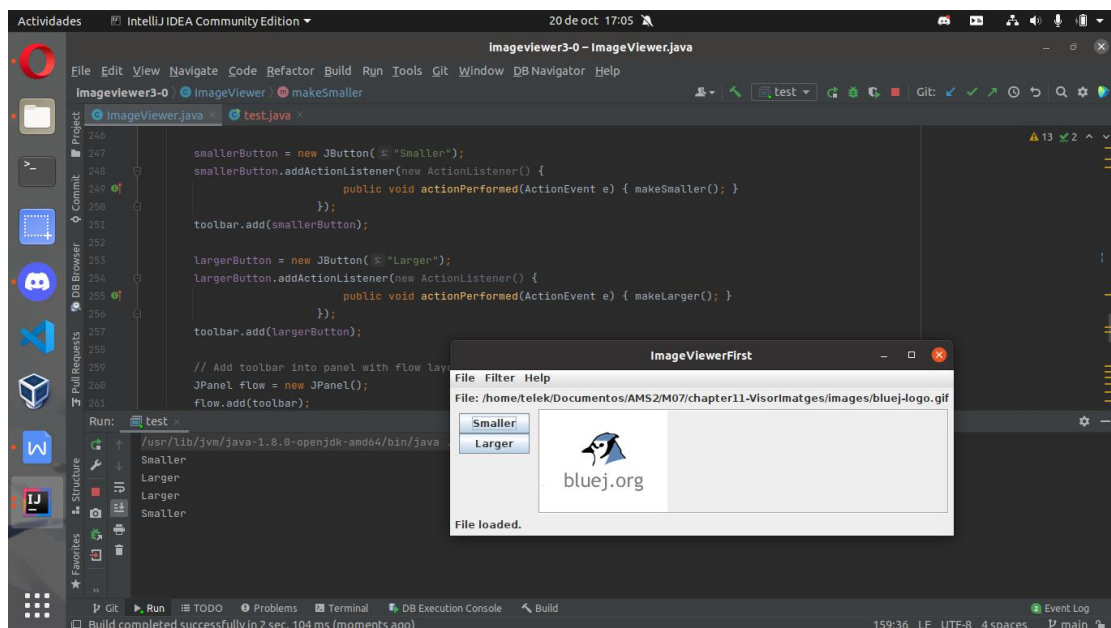 Actividades IntelliJ IDEA Community Edition 20 de oct 17:05
imageviewer3-0 – ImageViewer.java
File Edit View Navigate Code Refactor Build Run Tools Git Window DB Navigator Help
imageviewer3-0 ImageViewer makeSmaller test Git:
ImageViewer.java test.java
Project
Commit
DB Browser
Pull Requests
Structure
Favorites
13 2
246
247 smallerButton = new JButton( "Smaller");
248 smallerButton.addActionListener(new ActionListener() {
249 public void actionPerformed(ActionEvent e) { makeSmaller(); }
250 });
251 toolbar.add(smallerButton);
252
253 largerButton = new JButton( "Larger");
254 largerButton.addActionListener(new ActionListener() {
255 public void actionPerformed(ActionEvent e) { makeLarger(); }
256 });
257 toolbar.add(largerButton);
258
259 // Add toolbar into panel with flow lay
260 JPanel flow = new JPanel();
261 flow.add(toolbar);
ImageViewerFirst
File Filter Help
File: /home/telek/Documentos/AMS2/M07/chapter11-VisorImatges/images/bluej-logo.gif
Smaller
Larger
bluej.org
File loaded.
Run: test
/usr/lib/jvm/java-1.8.0-openjdk-amd64/bin/java
Smaller
Larger
Larger
Smaller
Git Run TODO Problems Terminal DB Execution Console Build 2 Event Log
Build completed successfully in 2 sec, 104 ms (moments ago) 159:36 LF UTF-8 4 spaces main